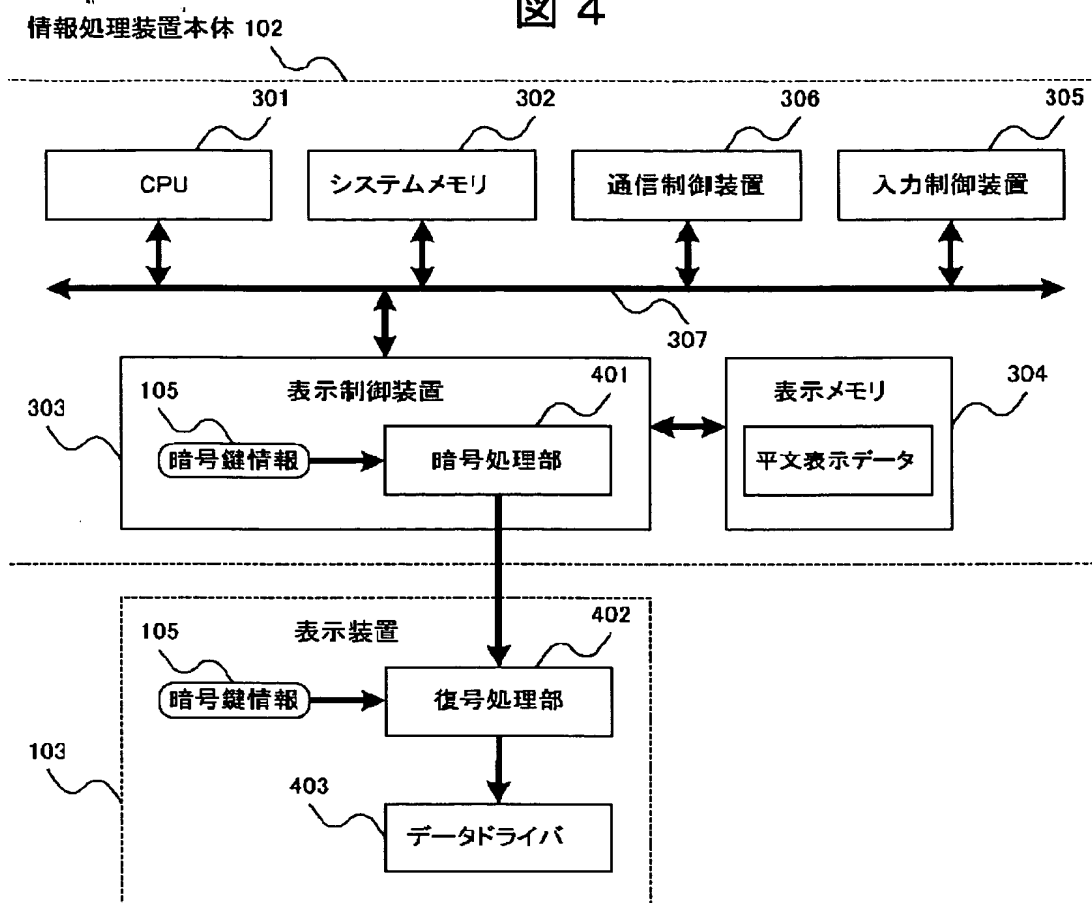 図 4
情報処理装置本体 102
301
302
306
305
CPU
システムメモリ
通信制御装置
入力制御装置
307
303
105
表示制御装置
401
暗号鍵情報
暗号処理部
表示メモリ
304
平文表示データ
105
表示装置
402
暗号鍵情報
復号処理部
103
403
データドライバ